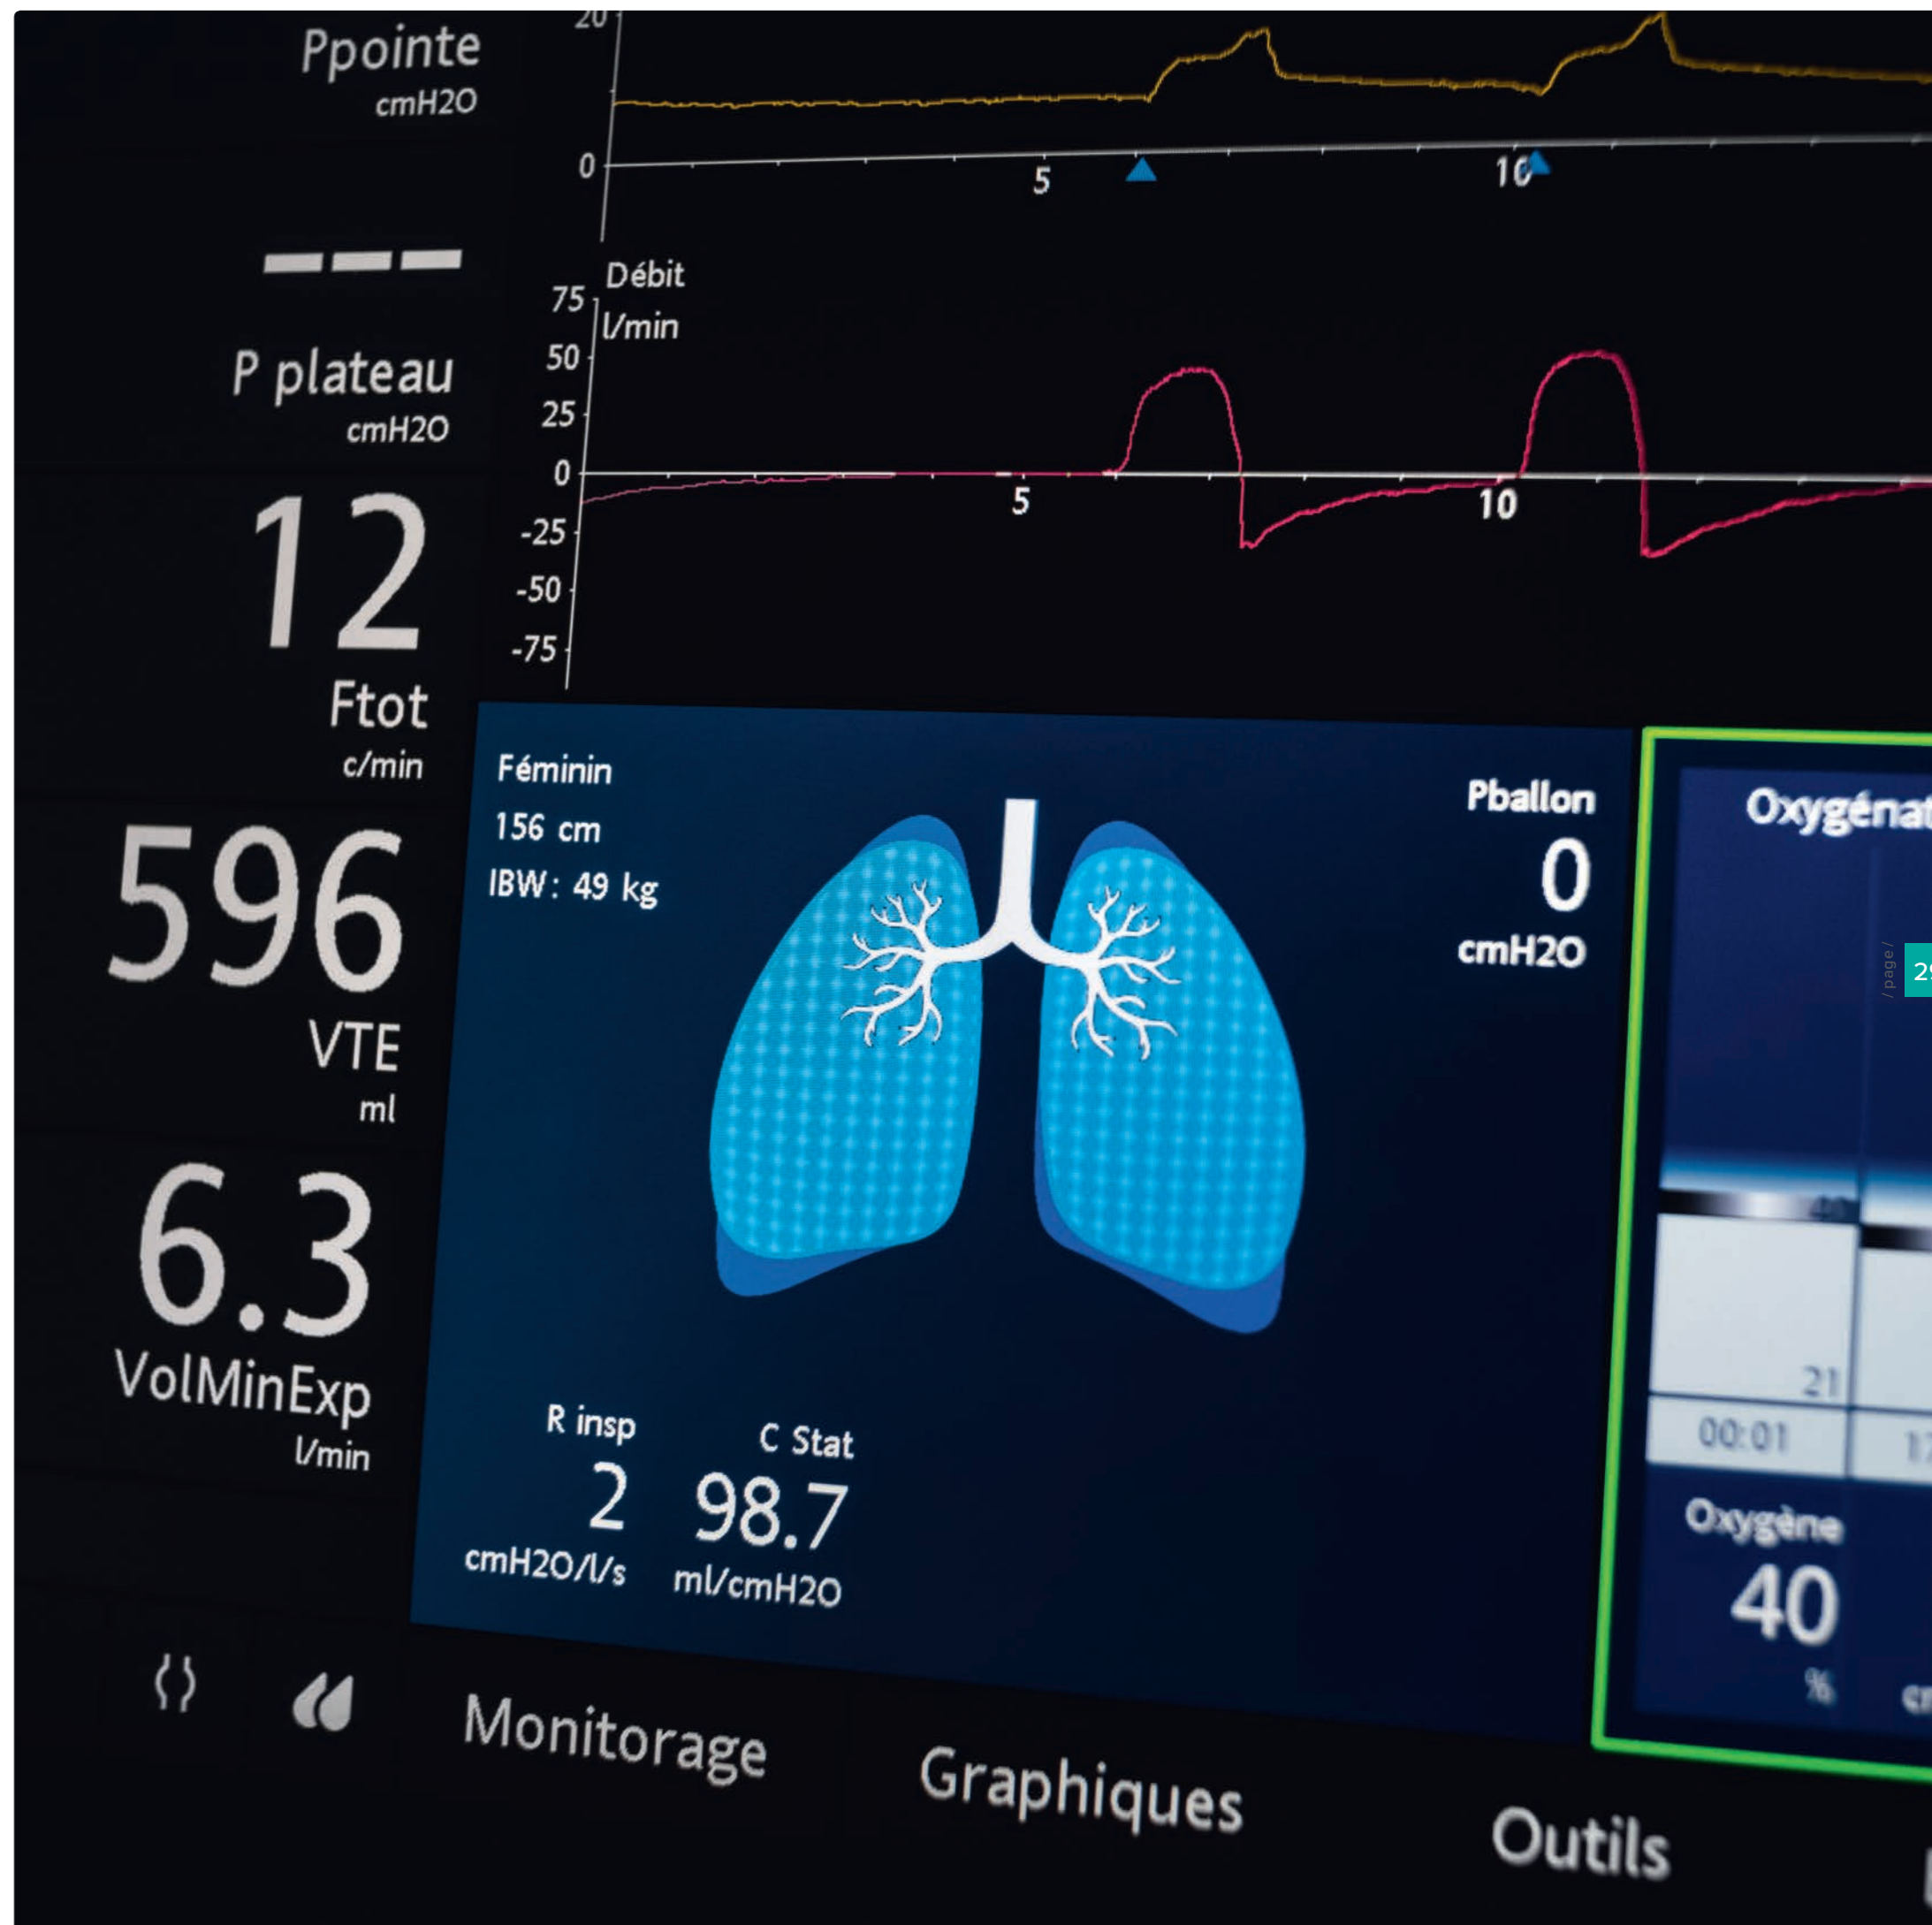 Ppointe
cmH2O
20
0
5
10
---
P plateau
cmH2O
Débit
l/min
75
50
25
0
-25
-50
-75
5
10
12
Ftot
c/min
596
VTE
ml
6.3
VolMinExp
l/min
Féminin
156 cm
IBW: 49 kg
Pballon
0
cmH2O
R insp
2
cmH2O/l/s
C Stat
98.7
ml/cmH2O
21
00:01
Oxygène
40
%
/ page /
Monitorage
Graphiques
Outils